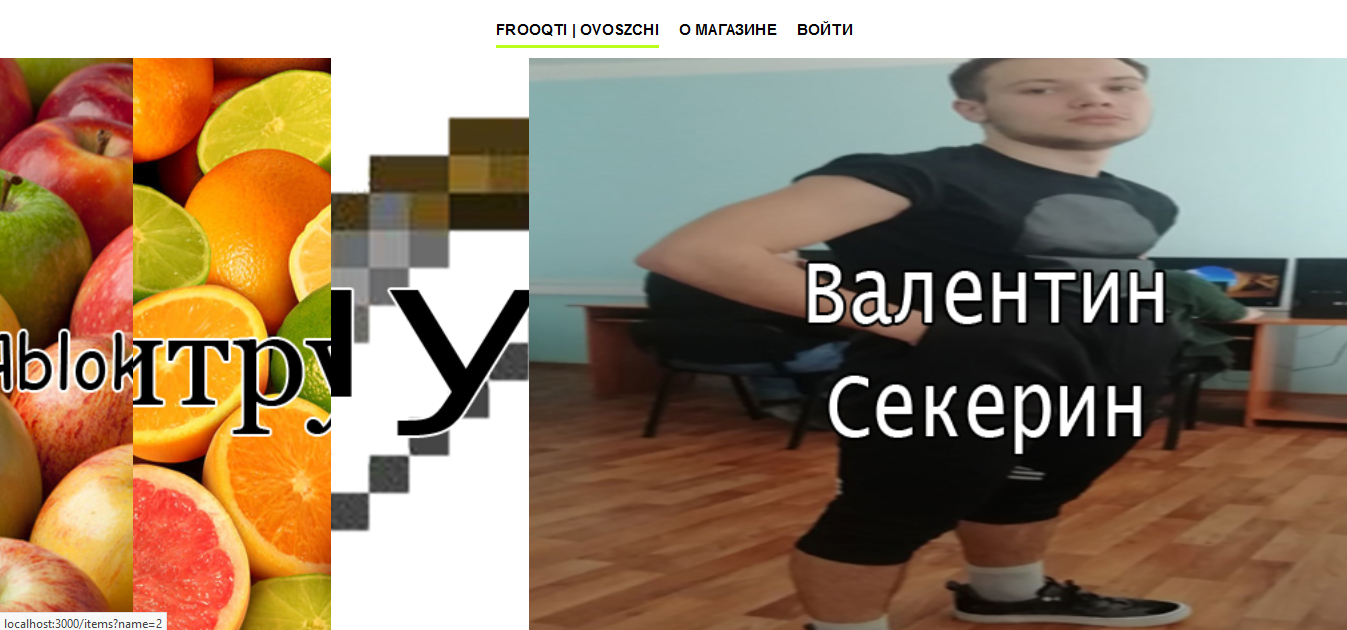 FROOQTI | OVOSZCHI О МАГАЗИНЕ ВОЙТИ
Ablok
итру
у
Валентин
Секерин
localhost:3000/items?name=2